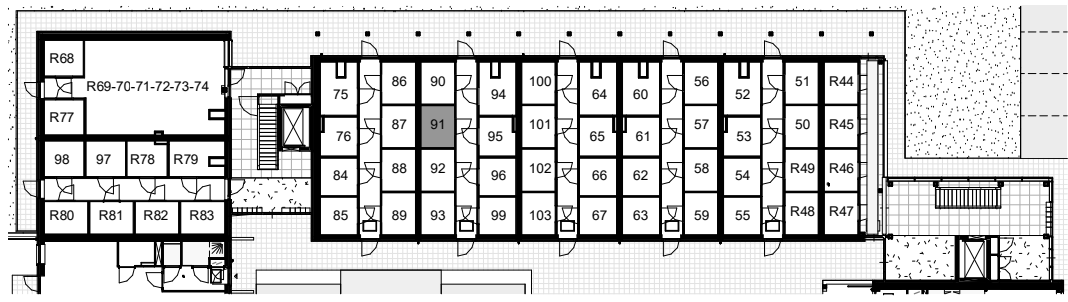 R68
R69-70-71-72-73-74
R77
98 97 R78 R79
R80 R81 R82 R83
75 86 90 94 100 64 60 56 52 51 R44
76 87 91 95 101 65 61 57 53 50 R45
84 88 92 96 102 66 62 58 54 R49 R46
85 89 93 99 103 67 63 59 55 R48 R47